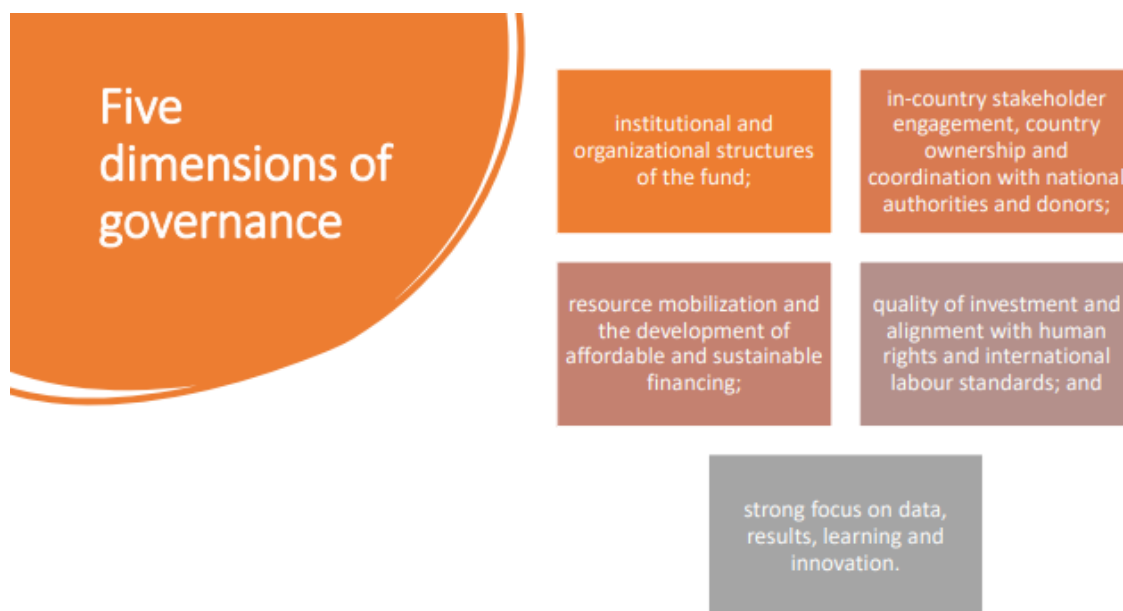 Five
dimensions of
governance
institutional and
organizational structures
of the fund;
in-country stakeholder
engagement, country
ownership and
coordination with national
authorities and donors;
resource mobilization and
the development of
affordable and sustainable
financing;
quality of investment and
alignment with human
rights and international
labour standards; and
strong focus on data,
results, learning and
innovation.